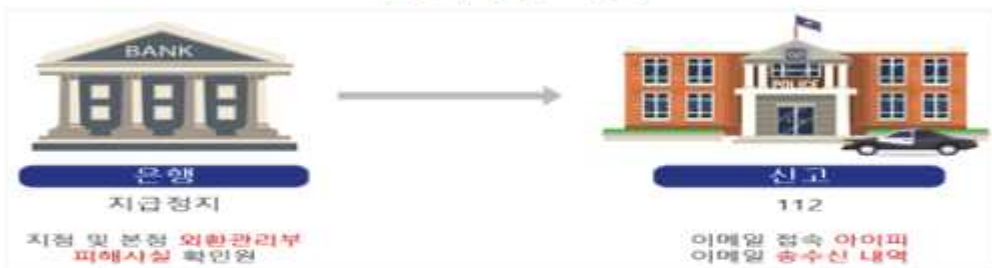 BANK
POLICE
은행
신고
지급정지
112
지점 및 본점 외환관리부
피해사실 확인원
이메일 접속 아이피
이메일 송수신 내역